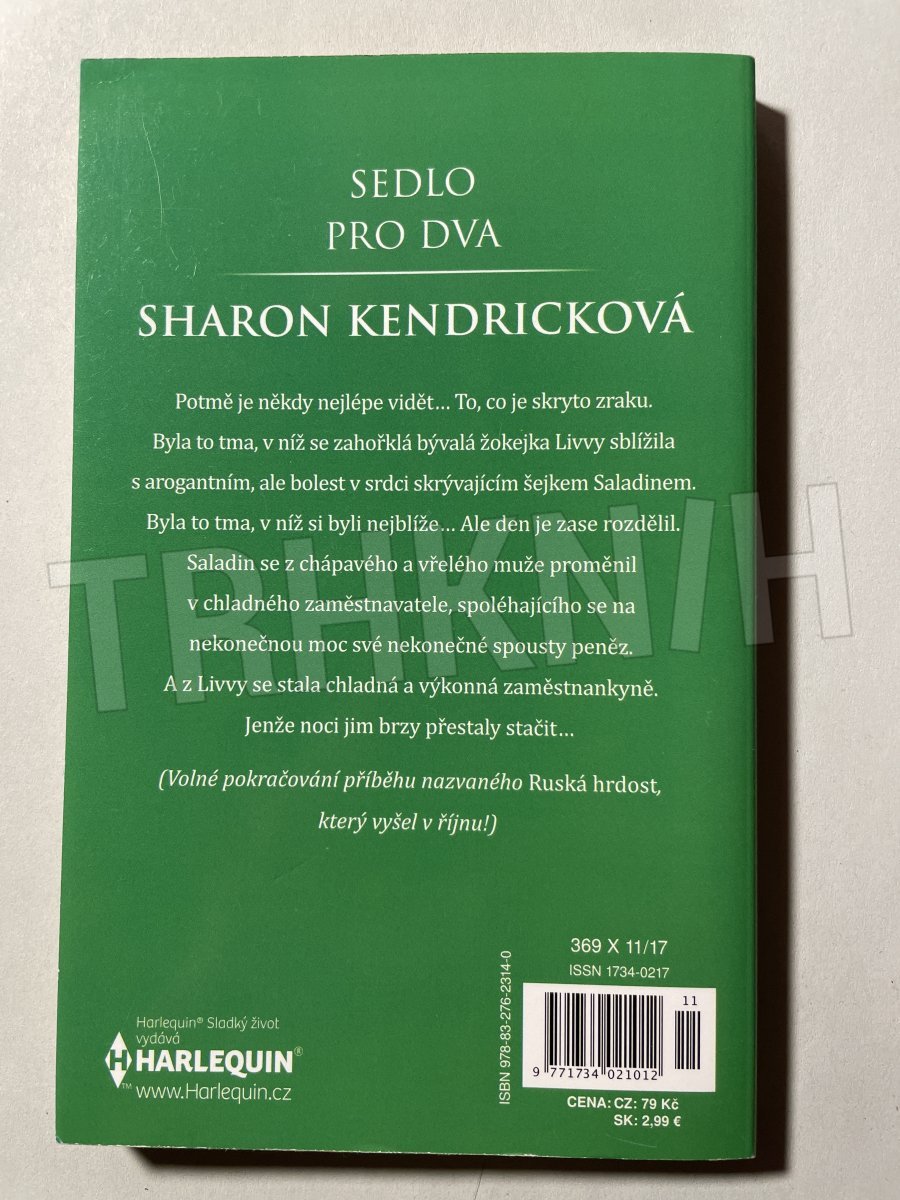 SEDLO
PRO DVA
SHARON KENDRICKOVÁ
Potmě je někdy nejlépe vidět… To, co je skryto zraku.
Byla to tma, v níž se zahořklá bývalá žokejka Livvy sblížila
s arogantním, ale bolest v srdci skrývajícím šejkem Saladinem.
Byla to tma, v níž si byli nejblíže… Ale den je zase rozdělil.
Saladin se z chápavého a vřelého muže proměnil
v chladného zaměstnavatele, spoléhajícího se na
nekonečnou moc své nekonečné spousty peněz.
A z Livvy se stala chladná a výkonná zaměstnankyně.
Jenže noci jim brzy přestaly stačit…
(Volné pokračování příběhu nazvaného Ruská hrdost,
který vyšel v říjnu!)
TRHKNIH
369 X 11/17
ISSN 1734-0217
ISBN 978-83-276-2314-0
11
9 771734 021012
CENA: CZ: 79 Kč
SK: 2,99 €
Harlequin® Sladký život
vydává
HARLEQUIN®
™ www.Harlequin.cz